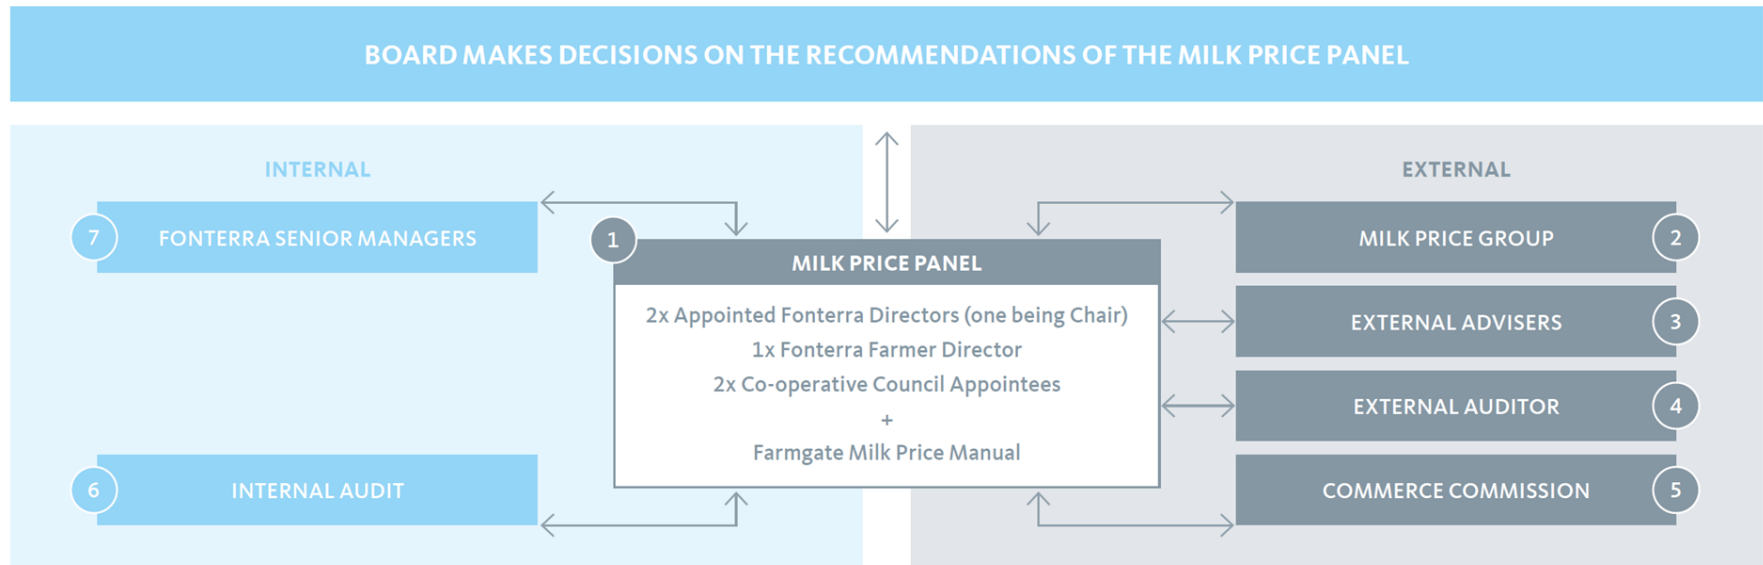 BOARD MAKES DECISIONS ON THE RECOMMENDATIONS OF THE MILK PRICE PANEL
INTERNAL
7 FONTERRA SENIOR MANAGERS
6 INTERNAL AUDIT
1
MILK PRICE PANEL
2x Appointed Fonterra Directors (one being Chair)
1x Fonterra Farmer Director
2x Co-operative Council Appointees
+
Farmgate Milk Price Manual
EXTERNAL
MILK PRICE GROUP 2
EXTERNAL ADVISERS 3
EXTERNAL AUDITOR 4
COMMERCE COMMISSION 5